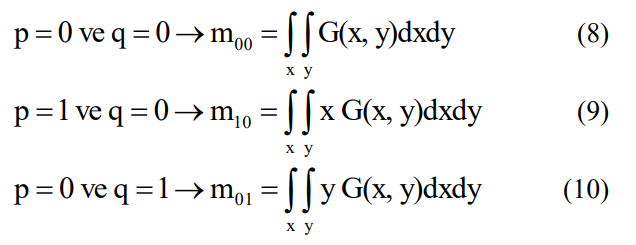 p = 0 ve q = 0 → m₀₀ = ∫∫ G(x, y)dxdy (8)
x y
p = 1 ve q = 0 → m₁₀ = ∫∫ x G(x, y)dxdy (9)
x y
p = 0 ve q = 1 → m₀₁ = ∫∫ y G(x, y)dxdy (10)
x y